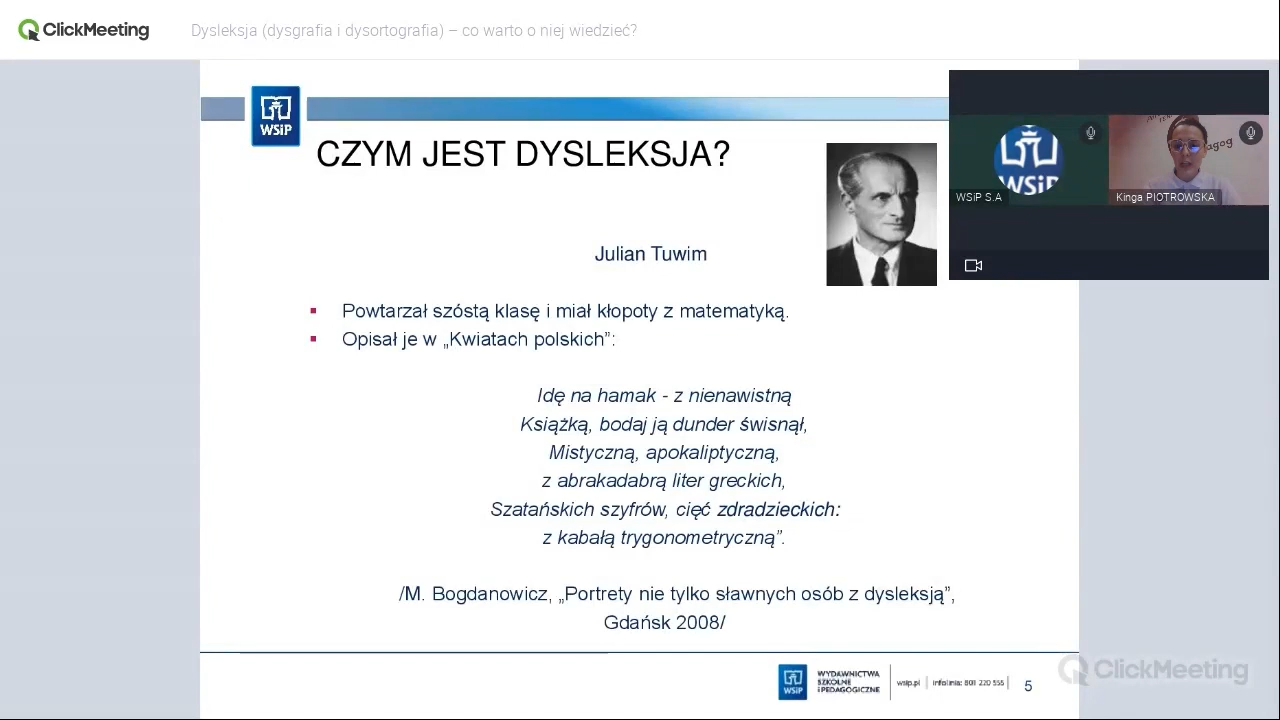 ClickMeeting
Dysleksja (dysgrafia i dysortografia) – co warto o niej wiedzieć?
WSiP
CZYM JEST DYSLEKSJA?
WSiP
agog
WSiP S.A
Kinga PIOTROWSKA
Julian Tuwim
▪ Powtarzał szóstą klasę i miał kłopoty z matematyką.
▪ Opisał je w „Kwiatach polskich”:
Idę na hamak - z nienawistną
Książką, bodaj ją dunder świsnął,
Mistyczną, apokaliptyczną,
z abrakadabrą liter greckich,
Szatańskich szyfrów, cięć zdradzieckich:
z kabałą trygonometryczną”.
/M. Bogdanowicz, „Portrety nie tylko sławnych osób z dysleksją”,
Gdańsk 2008/
WSiP
WYDAWNICTWA
SZKOLNE
I PEDAGOGICZNE
wsip.pl | infolinia: 801 220 555 |
5
ClickMeeting